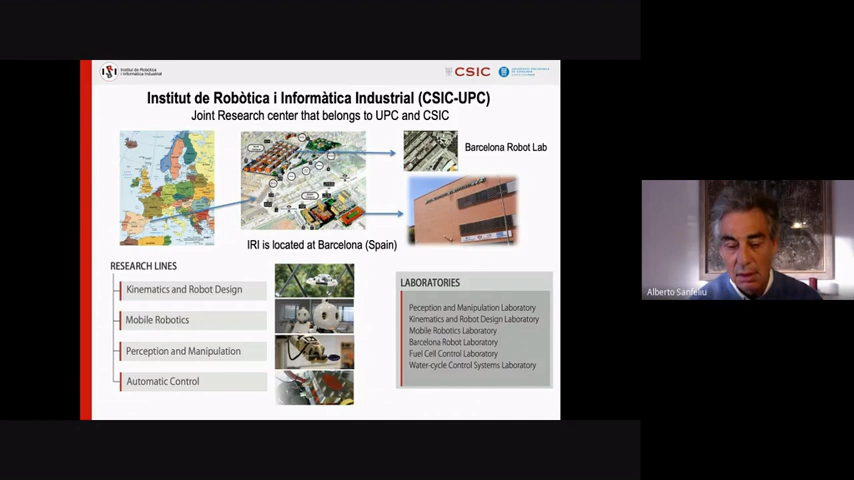 Institut de Robòtica
i Informàtica Industrial
CSIC
Institut de Robòtica i Informàtica Industrial (CSIC-UPC)
Joint Research center that belongs to UPC and CSIC
Barcelona Robot Lab
IRI is located at Barcelona (Spain)
RESEARCH LINES
Kinematics and Robot Design
Mobile Robotics
Perception and Manipulation
Automatic Control
LABORATORIES
Perception and Manipulation Laboratory
Kinematics and Robot Design Laboratory
Mobile Robotics Laboratory
Barcelona Robot Laboratory
Fuel Cell Control Laboratory
Water-cycle Control Systems Laboratory
Alberto Sanfeliu